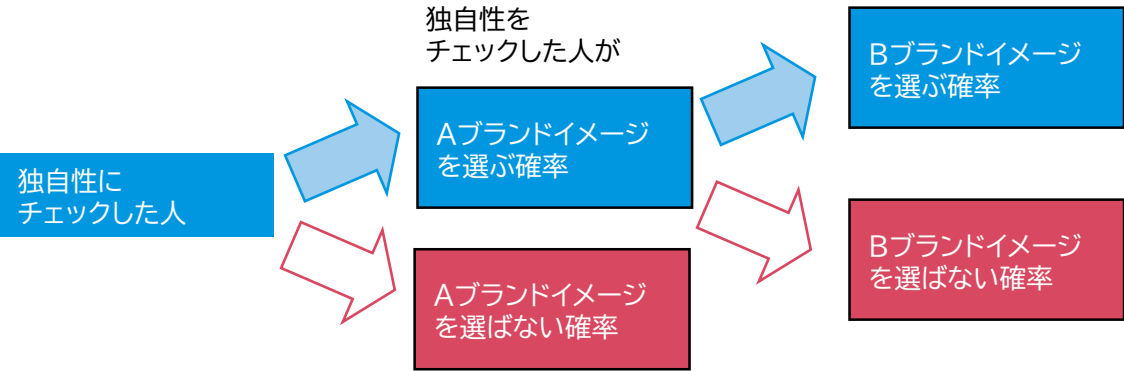 独自性に
チェックした人
独自性を
チェックした人が
Aブランドイメージ
を選ぶ確率
Aブランドイメージ
を選ばない確率
Bブランドイメージ
を選ぶ確率
Bブランドイメージ
を選ばない確率